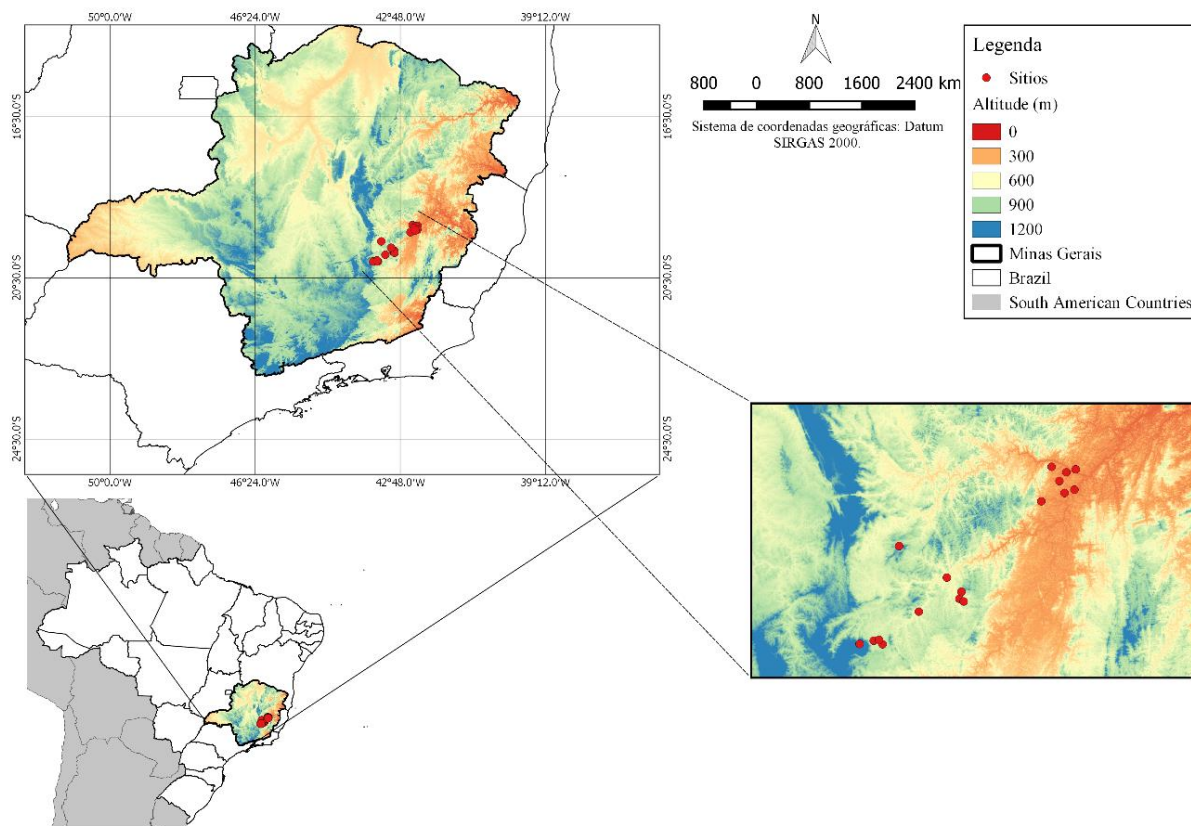 50°0.0'W 46°24.0'W 42°48.0'W 39°12.0'W
16°30.0'S 16°30.0'S
20°30.0'S 20°30.0'S
24°30.0'S 24°30.0'S
50°0.0'W 46°24.0'W 42°48.0'W 39°12.0'W
N
800 0 800 1600 2400 km
Sistema de coordenadas geográficas: Datum
SIRGAS 2000.
Legenda
Sítios
Altitude (m)
0
300
600
900
1200
Minas Gerais
Brazil
South American Countries